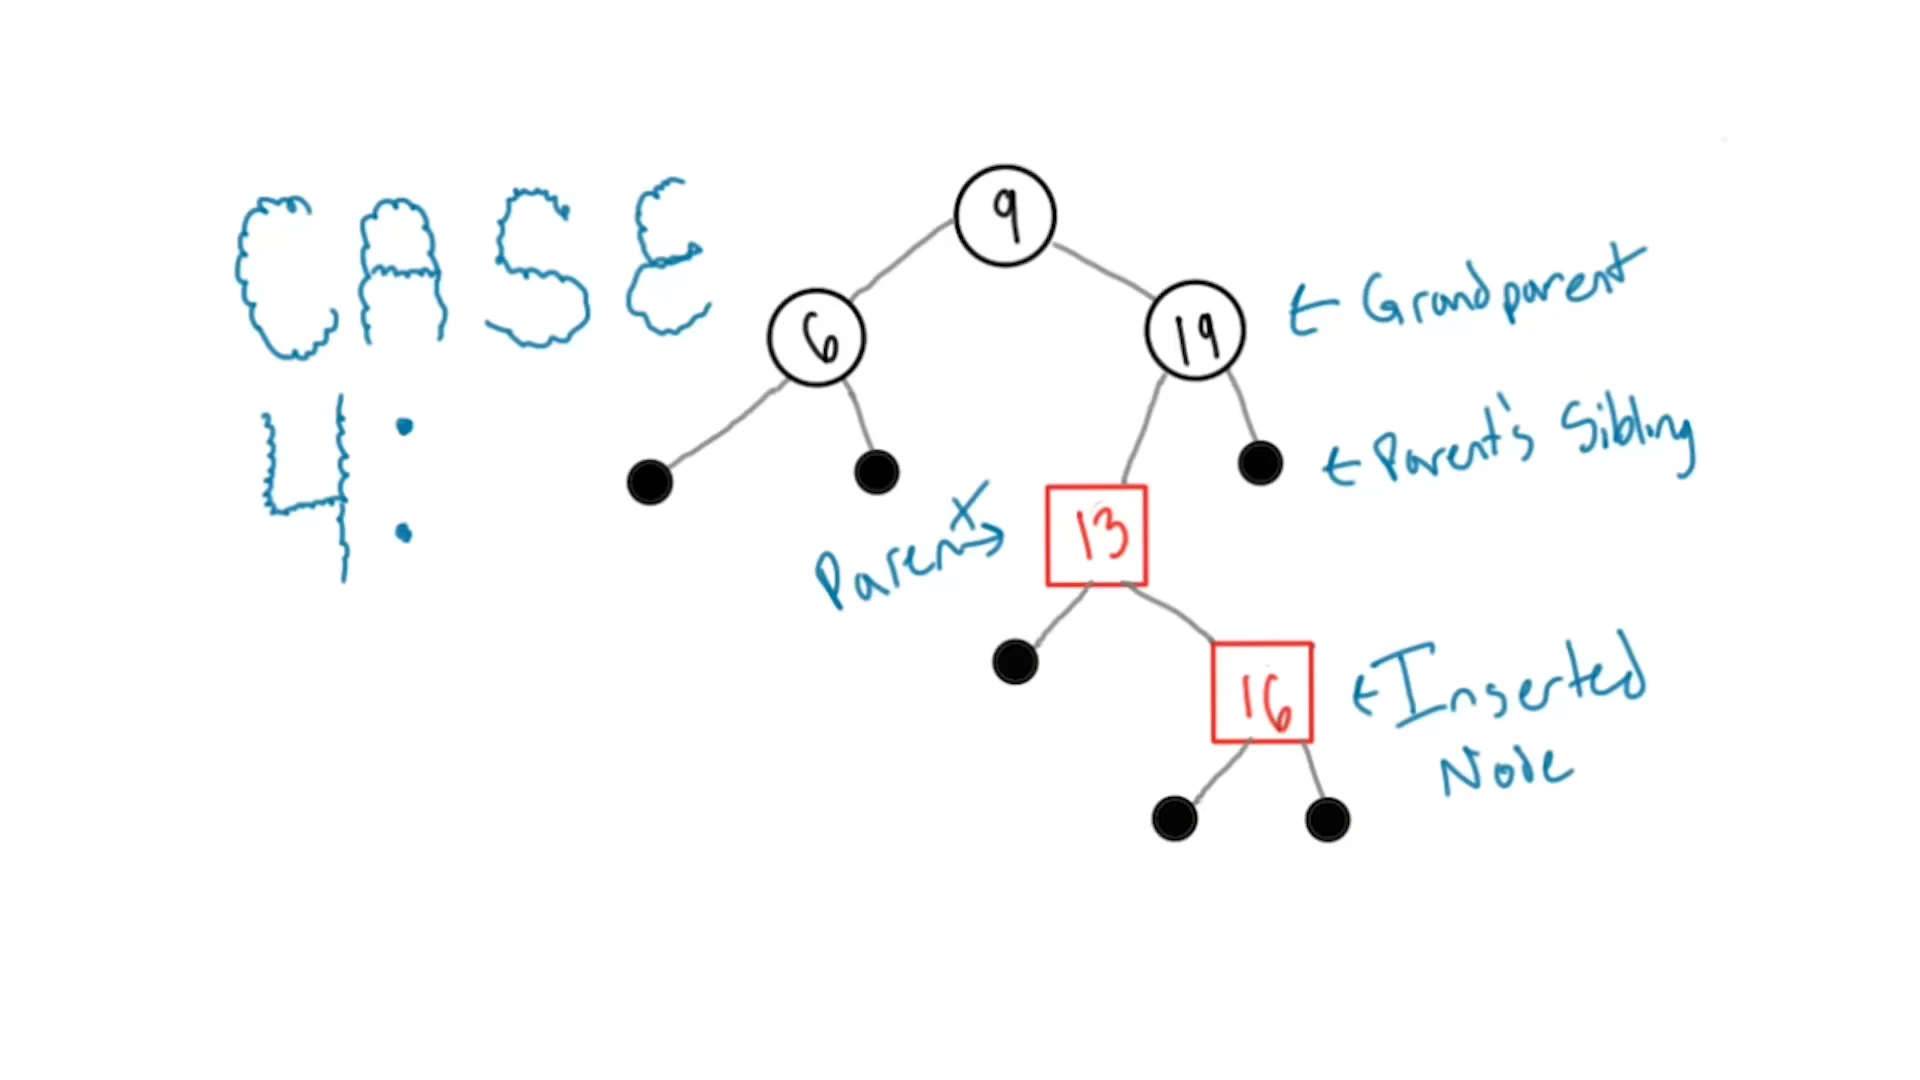 CASE
4:
9
6
19
← Grandparent
← Parent's Sibling
Parent →
13
16
← Inserted
Node